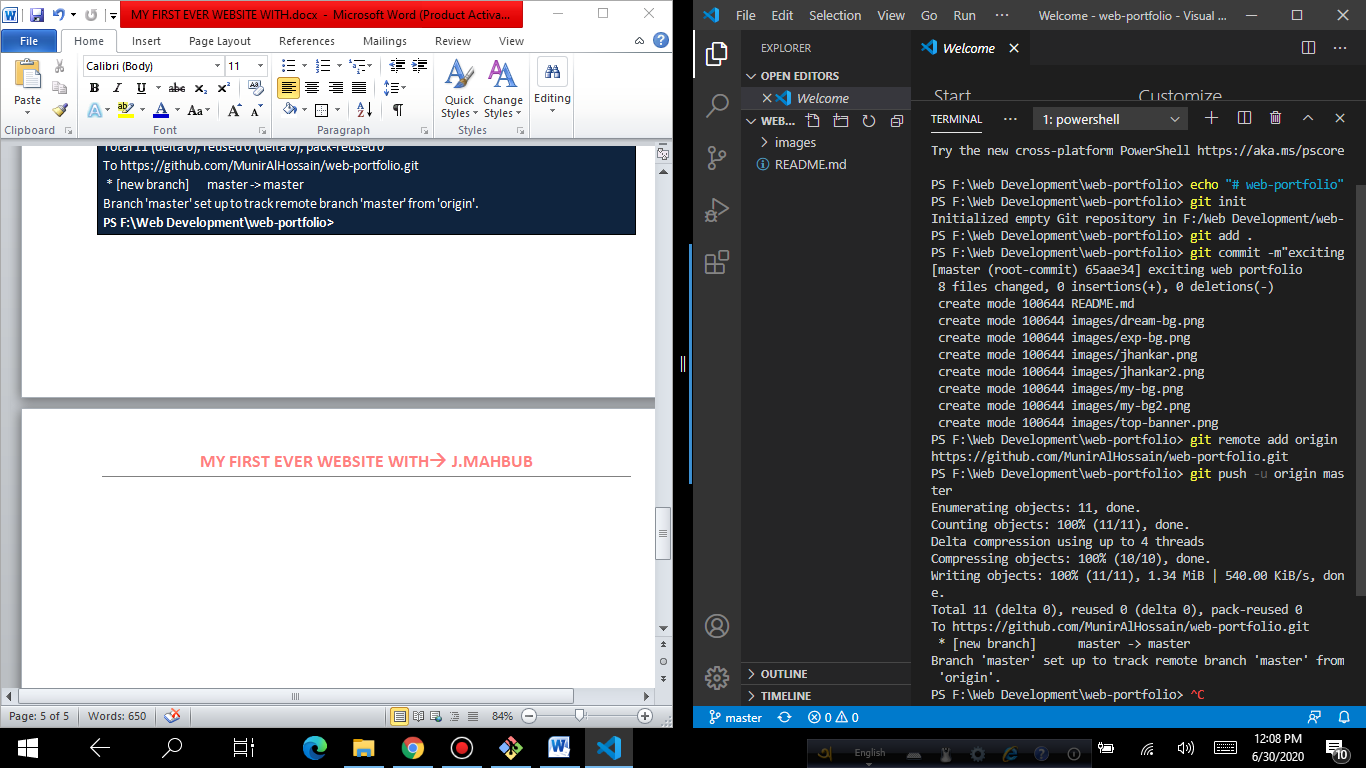 MY FIRST EVER WEBSITE WITH.docx - Microsoft Word (Product Activa...
File Home Insert Page Layout References Mailings Review View
Calibri (Body) 11
Paste
Quick Styles
Change Styles
Editing
Clipboard Font Paragraph Styles
Total 11 (delta 0), reused 0 (delta 0), pack-reused 0
To https://github.com/MunirAlHossain/web-portfolio.git
* [new branch] master -> master
Branch 'master' set up to track remote branch 'master' from 'origin'.
PS F:\Web Development\web-portfolio>
MY FIRST EVER WEBSITE WITH→ J.MAHBUB
Page: 5 of 5 Words: 650 84%
File Edit Selection View Go Run ··· Welcome - web-portfolio - Visual ...
EXPLORER
OPEN EDITORS
Welcome
WEB...
images
README.md
OUTLINE
TIMELINE
Welcome
Start Customize
TERMINAL ··· 1: powershell
Try the new cross-platform PowerShell https://aka.ms/pscore
PS F:\Web Development\web-portfolio> echo "# web-portfolio"
PS F:\Web Development\web-portfolio> git init
Initialized empty Git repository in F:/Web Development/web-
PS F:\Web Development\web-portfolio> git add .
PS F:\Web Development\web-portfolio> git commit -m"exciting
[master (root-commit) 65aae34] exciting web portfolio
8 files changed, 0 insertions(+), 0 deletions(-)
create mode 100644 README.md
create mode 100644 images/dream-bg.png
create mode 100644 images/exp-bg.png
create mode 100644 images/jhankar.png
create mode 100644 images/jhankar2.png
create mode 100644 images/my-bg.png
create mode 100644 images/my-bg2.png
create mode 100644 images/top-banner.png
PS F:\Web Development\web-portfolio> git remote add origin
https://github.com/MunirAlHossain/web-portfolio.git
PS F:\Web Development\web-portfolio> git push -u origin mas
ter
Enumerating objects: 11, done.
Counting objects: 100% (11/11), done.
Delta compression using up to 4 threads
Compressing objects: 100% (10/10), done.
Writing objects: 100% (11/11), 1.34 MiB | 540.00 KiB/s, don
e.
Total 11 (delta 0), reused 0 (delta 0), pack-reused 0
To https://github.com/MunirAlHossain/web-portfolio.git
* [new branch] master -> master
Branch 'master' set up to track remote branch 'master' from
'origin'.
PS F:\Web Development\web-portfolio> ^C
master 0 0
English
12:08 PM
6/30/2020
10